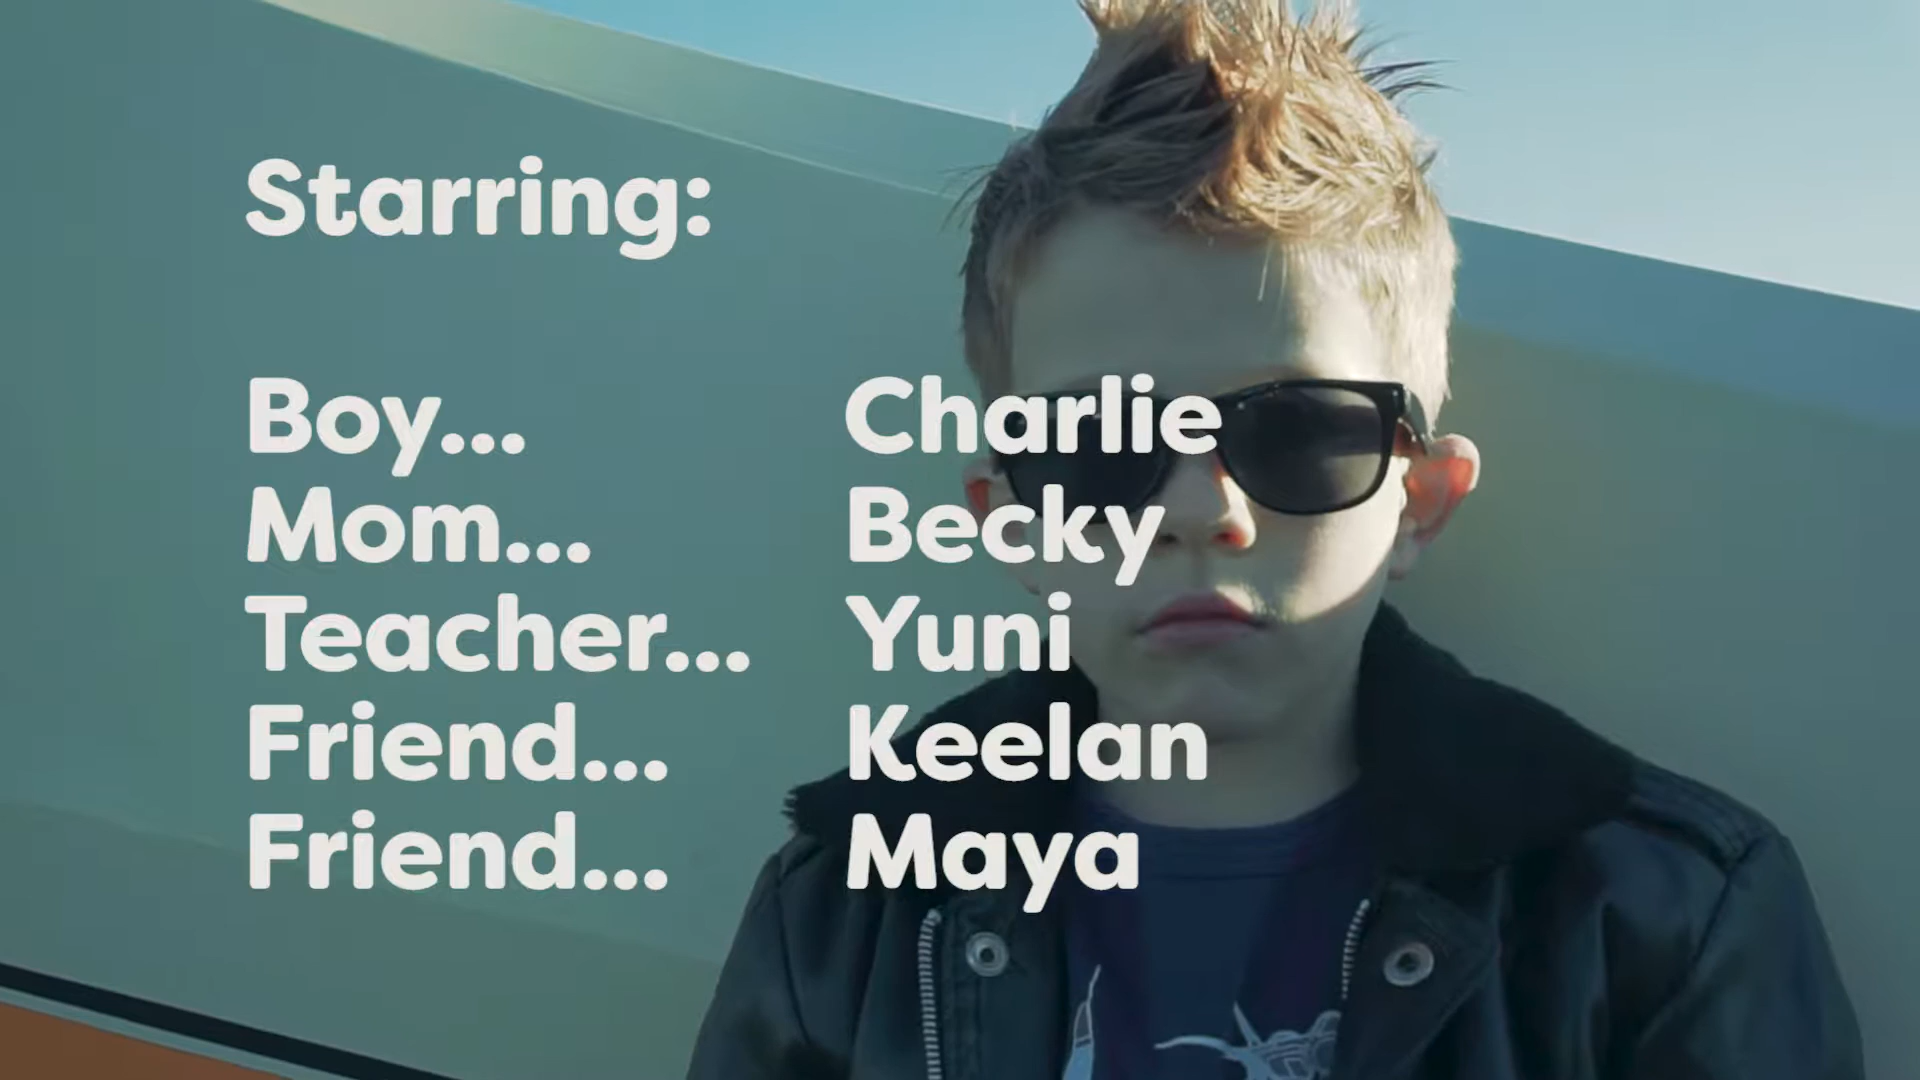 Starring:
Boy... Charlie
Mom... Becky
Teacher... Yuni
Friend... Keelan
Friend... Maya